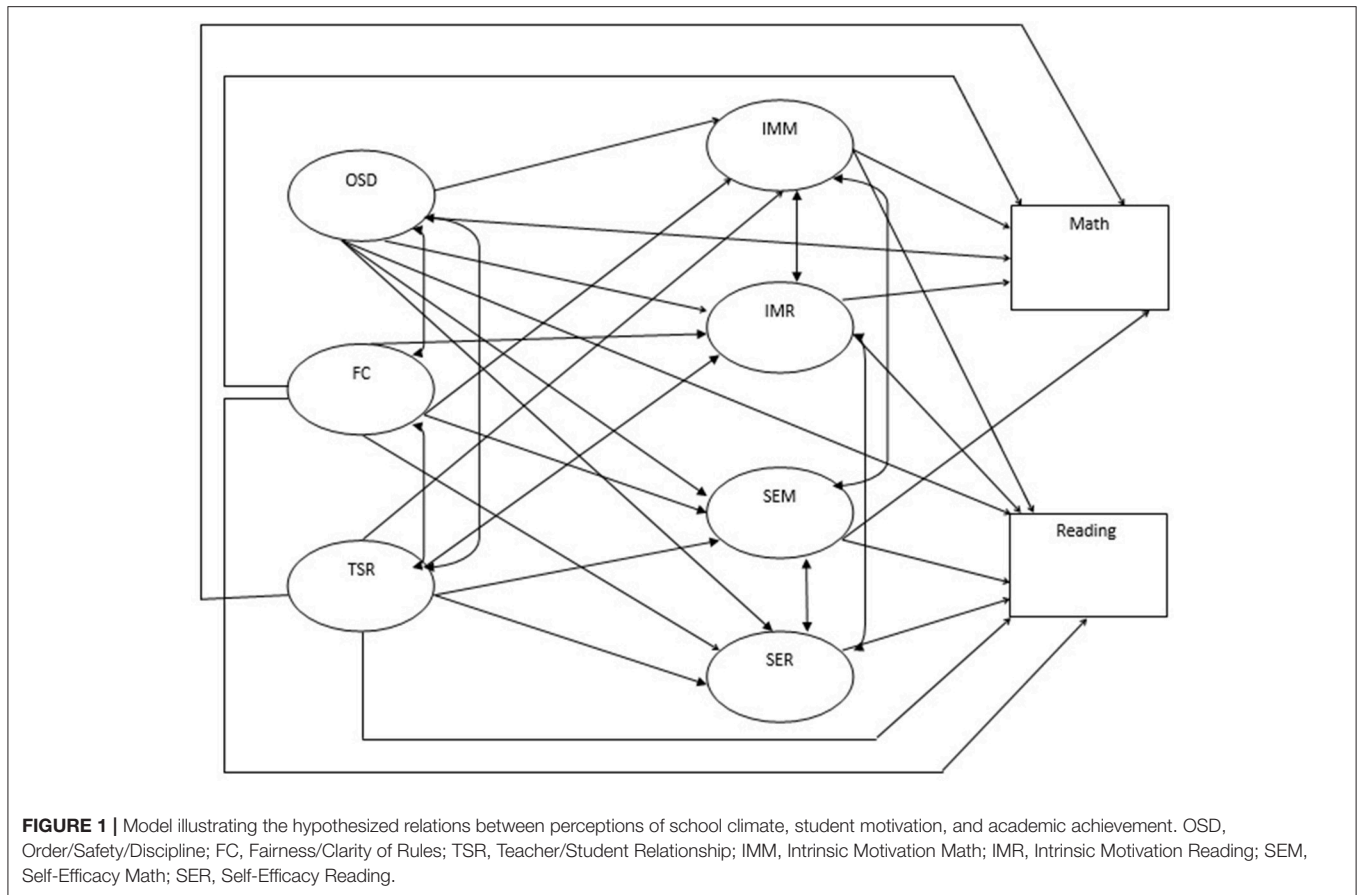 IMM
OSD
Math
IMR
FC
SEM
Reading
TSR
SER
FIGURE 1 | Model illustrating the hypothesized relations between perceptions of school climate, student motivation, and academic achievement. OSD,
Order/Safety/Discipline; FC, Fairness/Clarity of Rules; TSR, Teacher/Student Relationship; IMM, Intrinsic Motivation Math; IMR, Intrinsic Motivation Reading; SEM,
Self-Efficacy Math; SER, Self-Efficacy Reading.